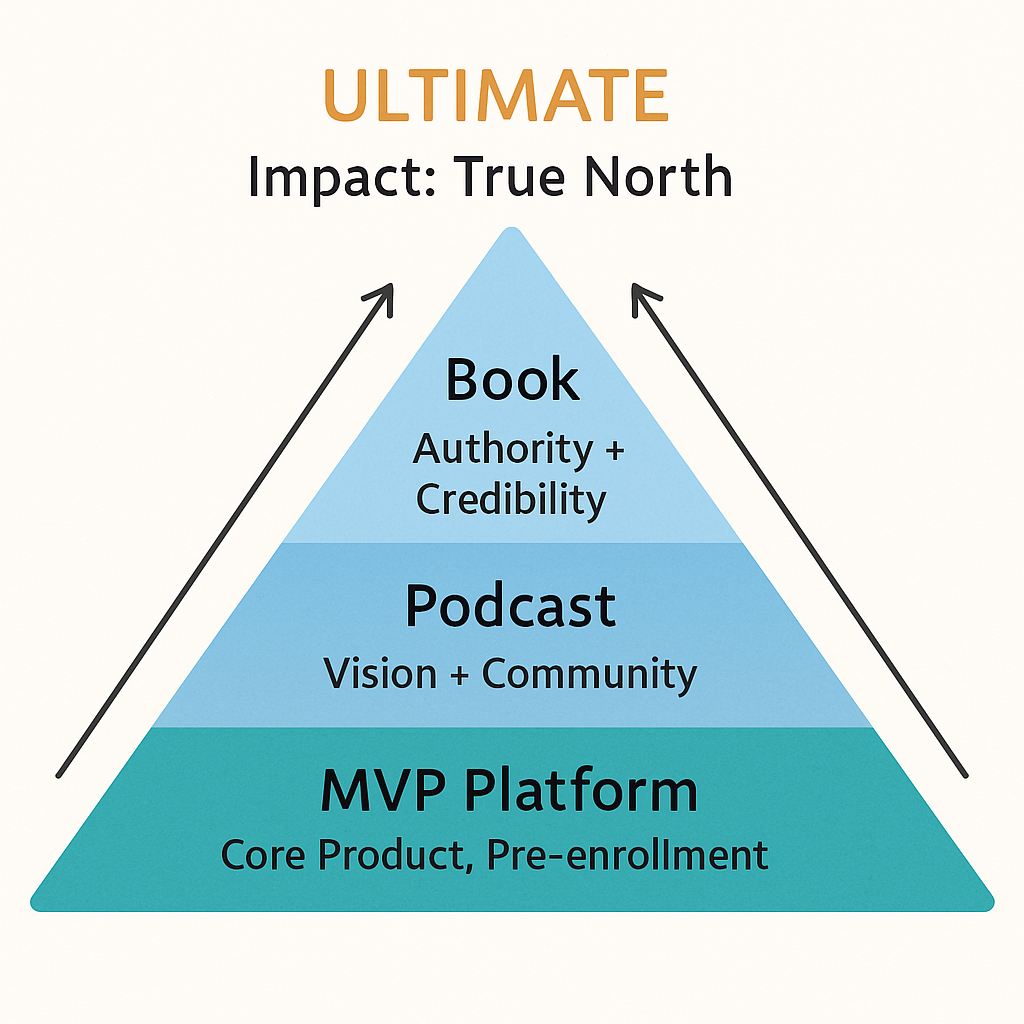 ULTIMATE
Impact: True North
Book
Authority +
Credibility
Podcast
Vision + Community
MVP Platform
Core Product, Pre-enrollment